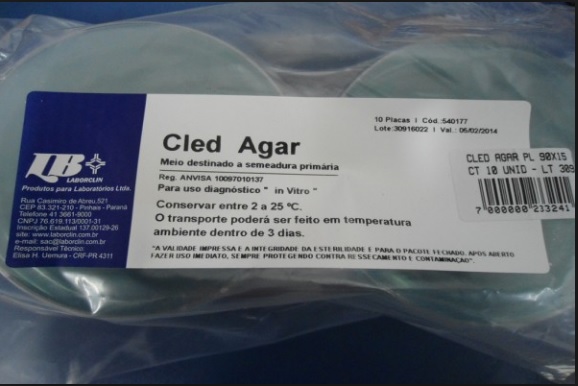 10 Placas I Cód.:540177
Lote:30916022 I Val.: 05/02/2014
Cled Agar
Meio destinado a semeadura primária
Reg. ANVISA 10097010137
Para uso diagnóstico " in Vitro "
Conservar entre 2 a 25 ºC.
O transporte poderá ser feito em temperatura
ambiente dentro de 3 dias.
"A VALIDADE IMPRESSA E A INTEGRIDADE DA ESTERILIDADE E PARA O PACOTE FECHADO. APÓS ABERTO
FAZER USO IMEDIATO, SEMPRE PROTEGENDO CONTRA RESSECAMENTO E CONTAMINAÇÃO".
LB
LABORCLIN
Produtos para Laboratórios Ltda.
Rua Casimiro de Abreu,521
CEP 83.321-210 - Pinhais - Paraná
Telefone 41 3661-9000
CNPJ 76.619.113/0001-31
Inscrição Estadual 137.00129-26
site: www.laborclin.com.br
e-mail: sac@laborclin.com.br
Responsável Técnico:
Elisa H. Uemura - CRF-PR 4311
CLED AGAR PL 90X15
CT 10 UNID - LT 309
7 000000 233241